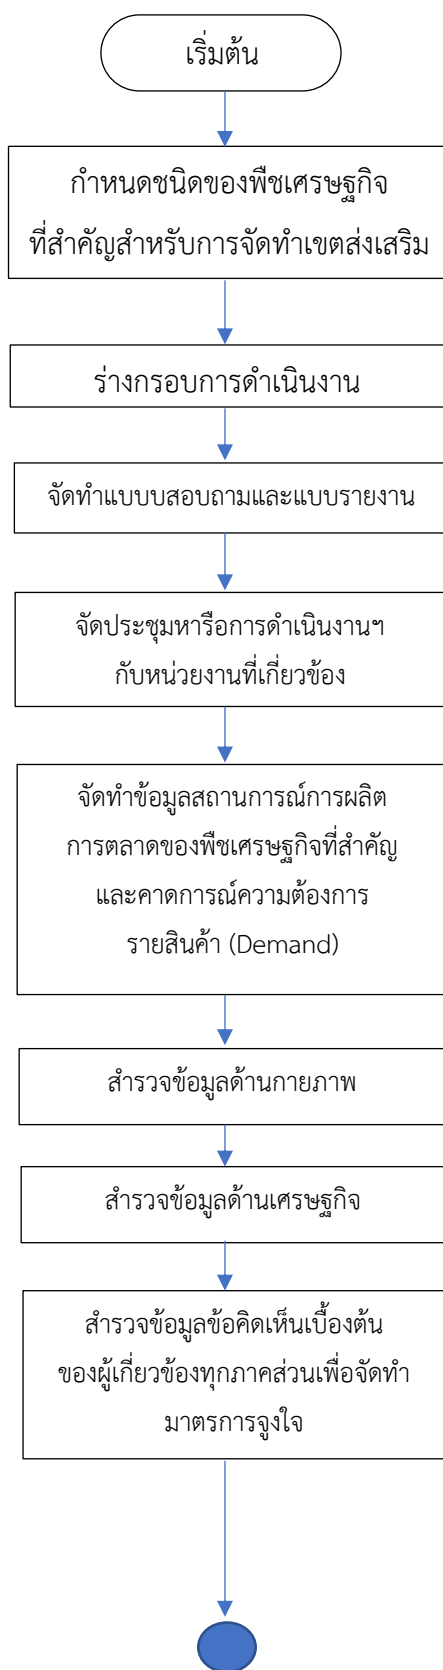 เริ่มต้น
กำหนดชนิดของพืชเศรษฐกิจ
ที่สำคัญสำหรับการจัดทำเขตส่งเสริม
ร่างกรอบการดำเนินงาน
จัดทำแบบบสอบถามและแบบรายงาน
จัดประชุมหารือการดำเนินงานฯ
กับหน่วยงานที่เกี่ยวข้อง
จัดทำข้อมูลสถานการณ์การผลิต
การตลาดของพืชเศรษฐกิจที่สำคัญ
และคาดการณ์ความต้องการ
รายสินค้า (Demand)
สำรวจข้อมูลด้านกายภาพ
สำรวจข้อมูลด้านเศรษฐกิจ
สำรวจข้อมูลข้อคิดเห็นเบื้องต้น
ของผู้เกี่ยวข้องทุกภาคส่วนเพื่อจัดทำ
มาตรการจูงใจ